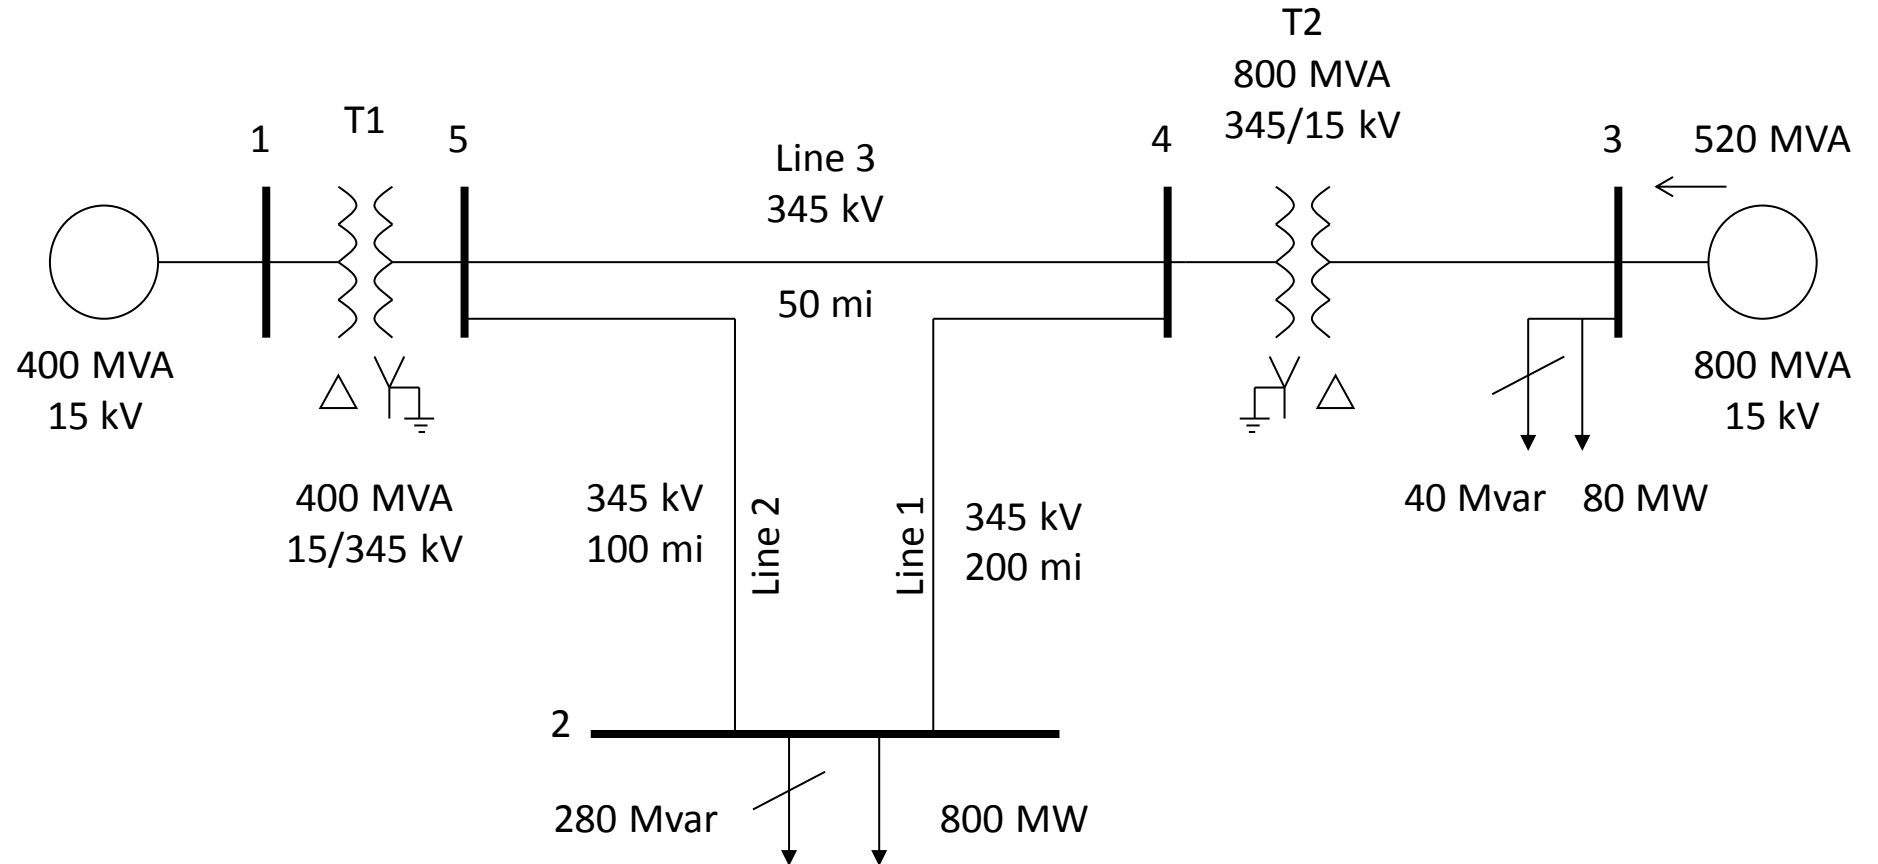 T2
800 MVA
345/15 kV
T1
1
5
Line 3
345 kV
4
3
520 MVA
50 mi
400 MVA
15 kV
800 MVA
15 kV
400 MVA
15/345 kV
345 kV
100 mi
Line 2
Line 1
345 kV
200 mi
40 Mvar
80 MW
2
280 Mvar
800 MW